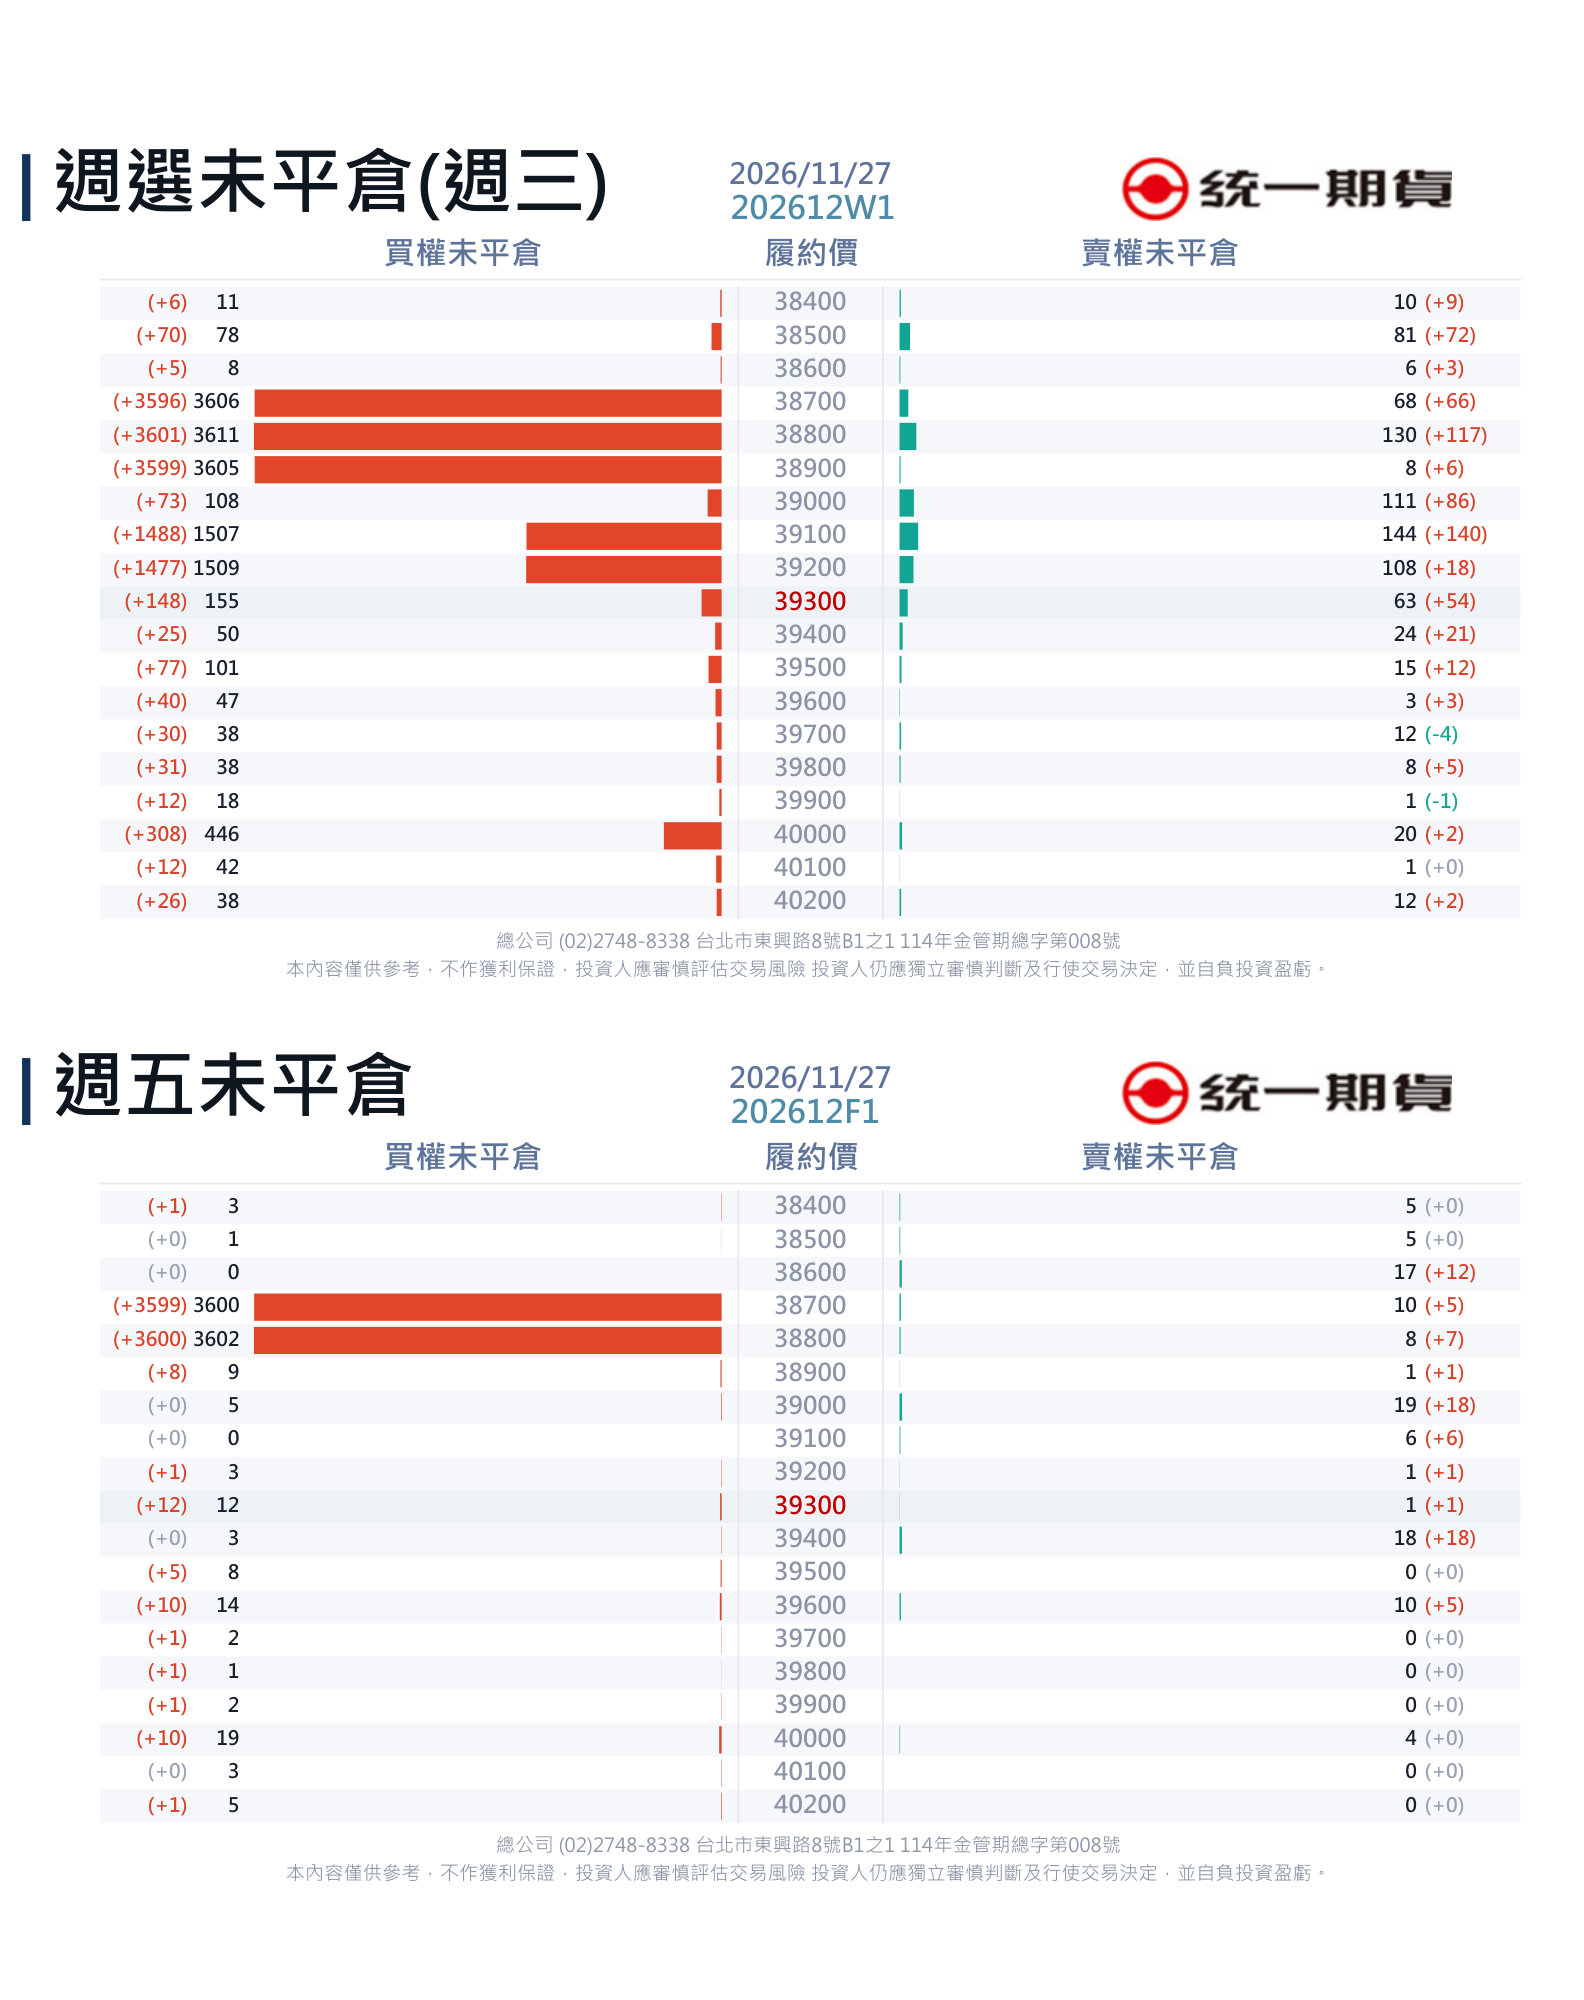 週選未平倉(週三)
2026/11/27
202612W1
統一期貨
買權未平倉 履約價 賣權未平倉
(+6) 11 38400 10 (+9)
(+70) 78 38500 81 (+72)
(+5) 8 38600 6 (+3)
(+3596) 3606 38700 68 (+66)
(+3601) 3611 38800 130 (+117)
(+3599) 3605 38900 8 (+6)
(+73) 108 39000 111 (+86)
(+1488) 1507 39100 144 (+140)
(+1477) 1509 39200 108 (+18)
(+148) 155 39300 63 (+54)
(+25) 50 39400 24 (+21)
(+77) 101 39500 15 (+12)
(+40) 47 39600 3 (+3)
(+30) 38 39700 12 (-4)
(+31) 38 39800 8 (+5)
(+12) 18 39900 1 (-1)
(+308) 446 40000 20 (+2)
(+12) 42 40100 1 (+0)
(+26) 38 40200 12 (+2)
總公司 (02)2748-8338 台北市東興路8號B1之1 114年金管期總字第008號
本內容僅供參考，不作獲利保證，投資人應審慎評估交易風險 投資人仍應獨立審慎判斷及行使交易決定，並自負投資盈虧。
週五未平倉
2026/11/27
202612F1
統一期貨
買權未平倉 履約價 賣權未平倉
(+1) 3 38400 5 (+0)
(+0) 1 38500 5 (+0)
(+0) 0 38600 17 (+12)
(+3599) 3600 38700 10 (+5)
(+3600) 3602 38800 8 (+7)
(+8) 9 38900 1 (+1)
(+0) 5 39000 19 (+18)
(+0) 0 39100 6 (+6)
(+1) 3 39200 1 (+1)
(+12) 12 39300 1 (+1)
(+0) 3 39400 18 (+18)
(+5) 8 39500 0 (+0)
(+10) 14 39600 10 (+5)
(+1) 2 39700 0 (+0)
(+1) 1 39800 0 (+0)
(+1) 2 39900 0 (+0)
(+10) 19 40000 4 (+0)
(+0) 3 40100 0 (+0)
(+1) 5 40200 0 (+0)
總公司 (02)2748-8338 台北市東興路8號B1之1 114年金管期總字第008號
本內容僅供參考，不作獲利保證，投資人應審慎評估交易風險 投資人仍應獨立審慎判斷及行使交易決定，並自負投資盈虧。